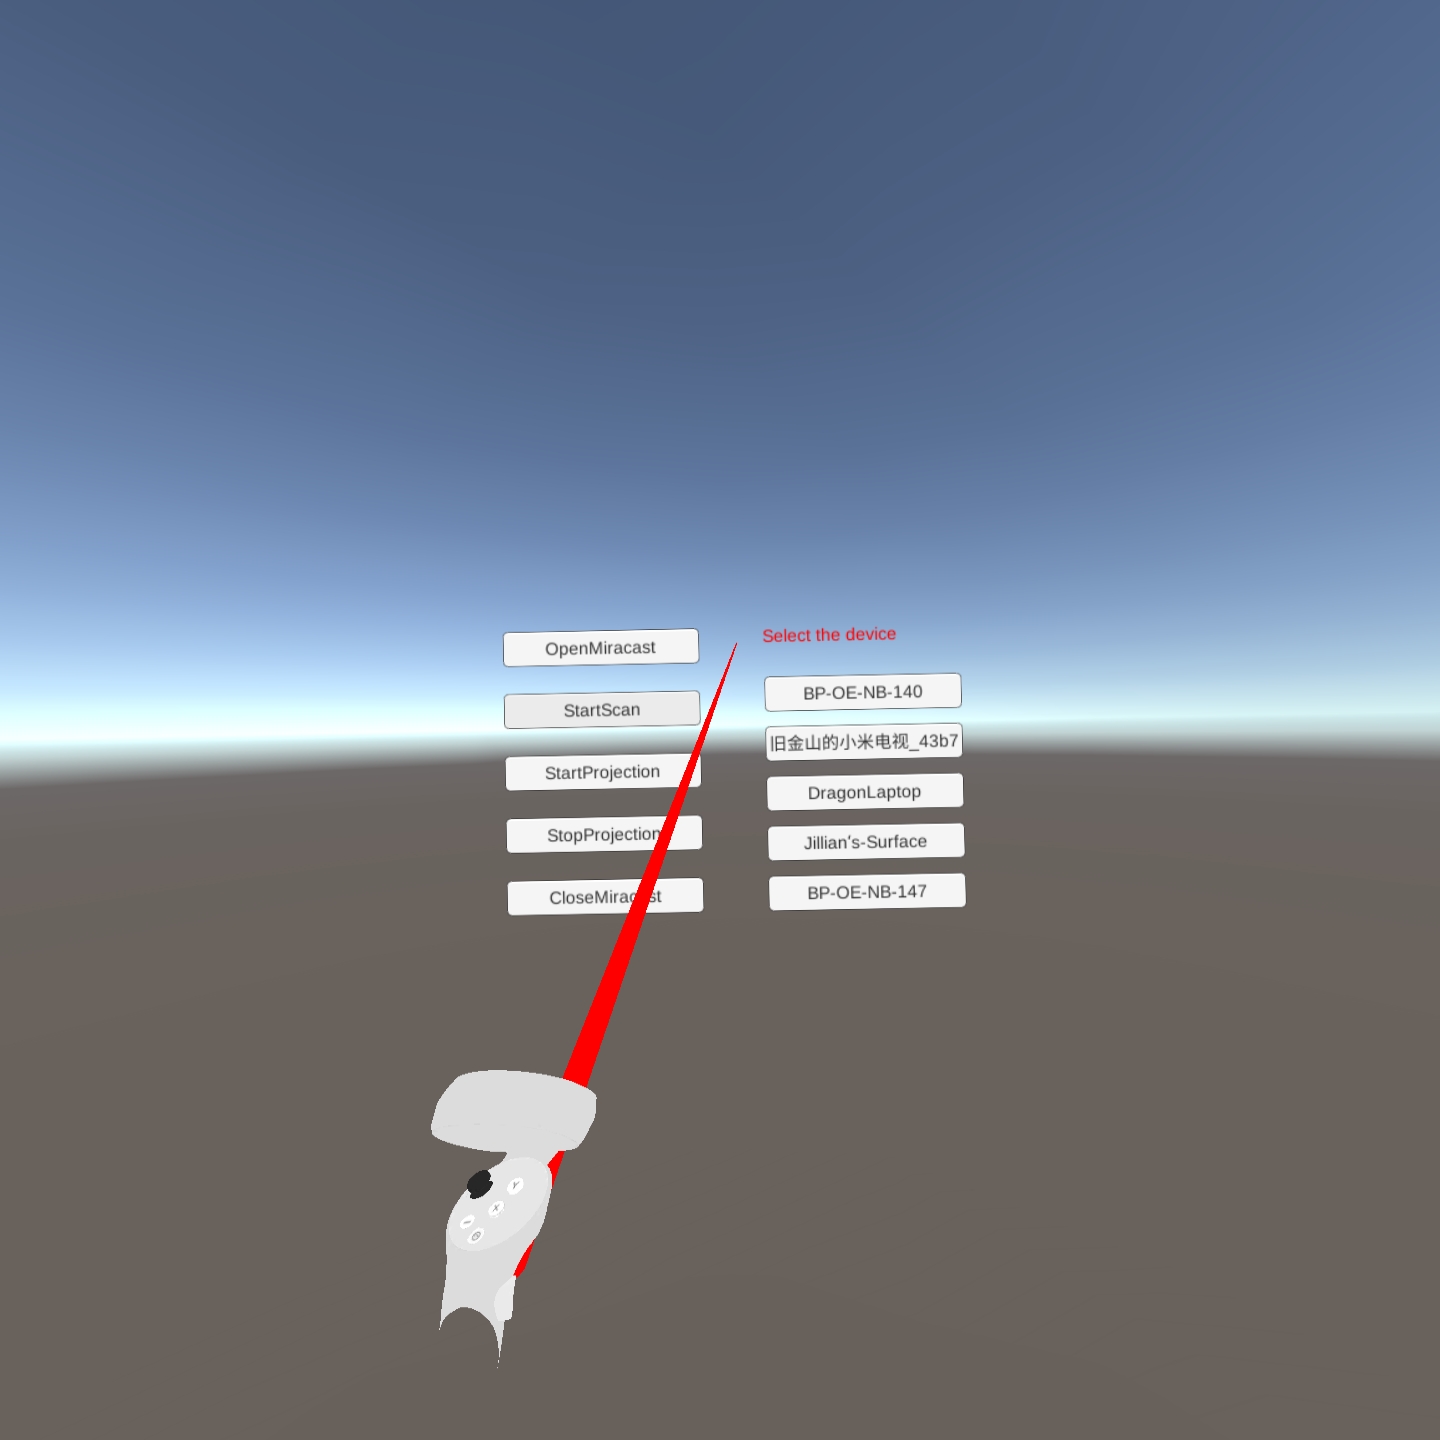 OpenMiracast
StartScan
StartProjection
StopProjection
CloseMiracast
Select the device
BP-OE-NB-140
旧金山的小米电视_43b7
DragonLaptop
Jillian's-Surface
BP-OE-NB-147
Y
X